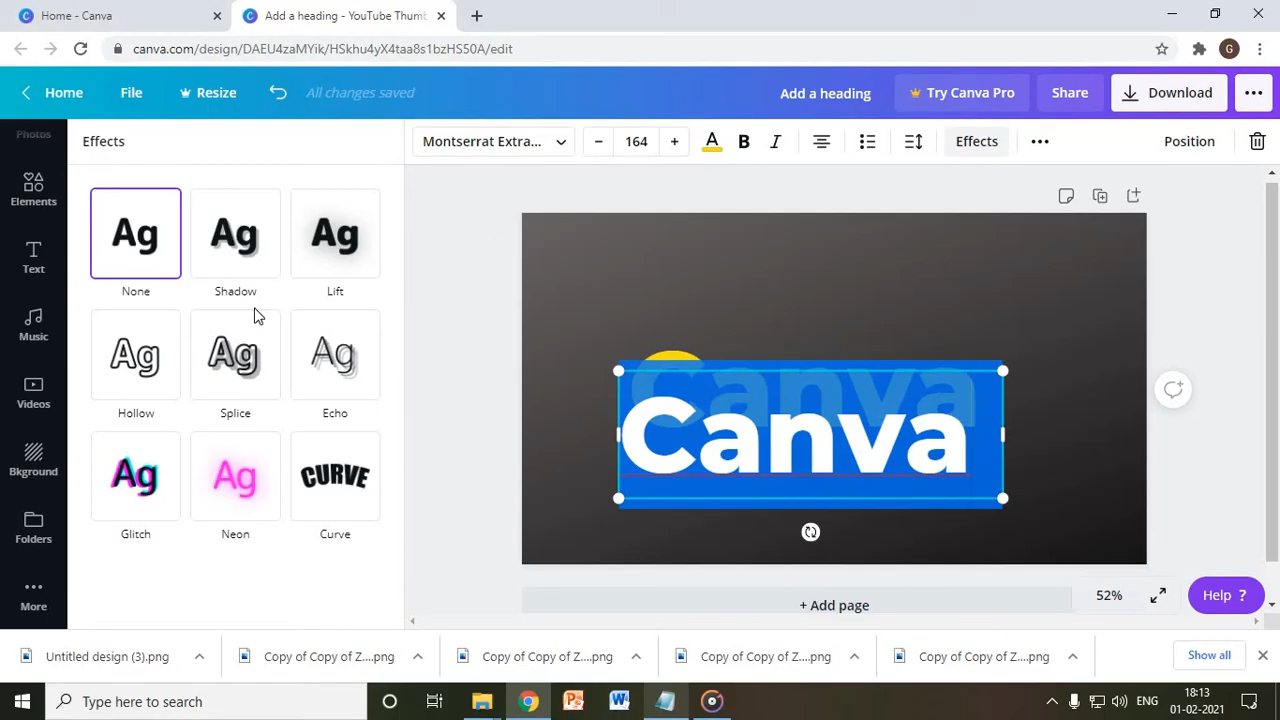 Home - Canva
Add a heading - YouTube Thumb
canva.com/design/DAEU4zaMYik/HSkhu4yX4taa8s1bzHS50A/edit
G
Home
File
Resize
All changes saved
Add a heading
Try Canva Pro
Share
Download
Photos
Effects
Montserrat Extra...
164
A
B
I
Effects
Position
Elements
Text
Music
Videos
Bkground
Folders
More
Ag
Ag
Ag
None
Shadow
Lift
Ag
Ag
Ag
Hollow
Splice
Echo
Ag
Ag
CURVE
Glitch
Neon
Curve
Canva
Canva
+ Add page
52%
Help ?
Untitled design (3).png
Copy of Copy of Z....png
Copy of Copy of Z....png
Copy of Copy of Z....png
Copy of Copy of Z....png
Show all
Type here to search
ENG
18:13
01-02-2021